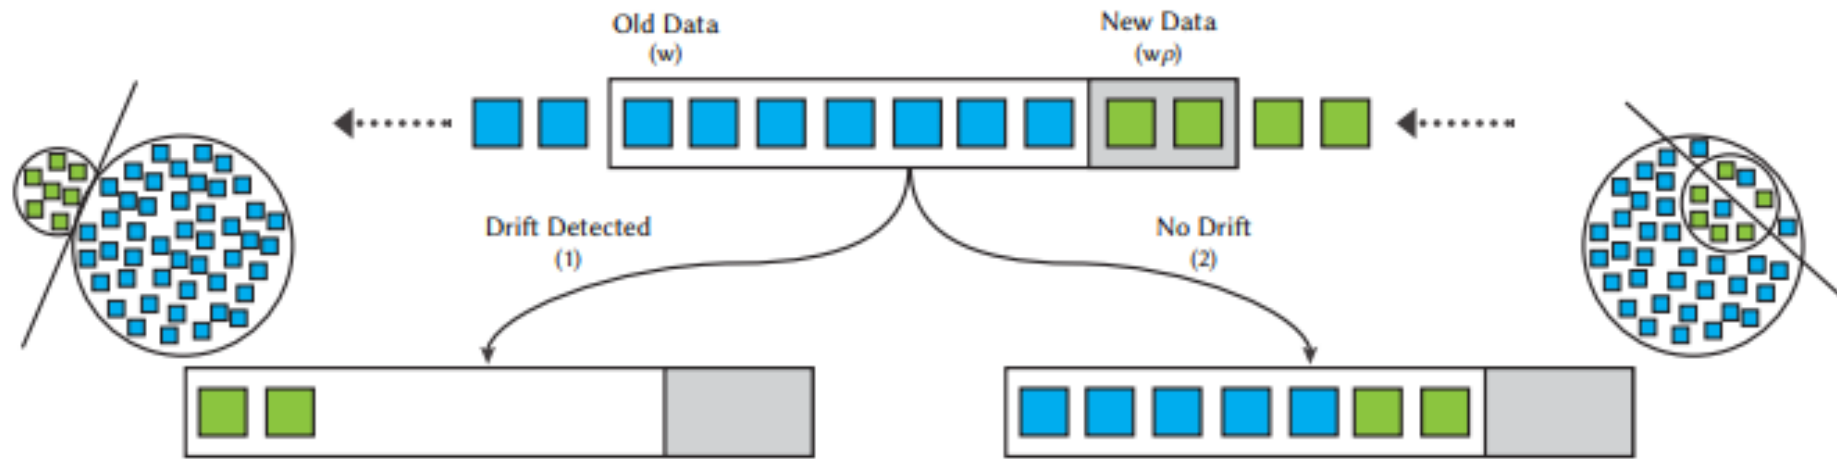 Old Data
(w)
New Data
(wρ)
Drift Detected
(1)
No Drift
(2)